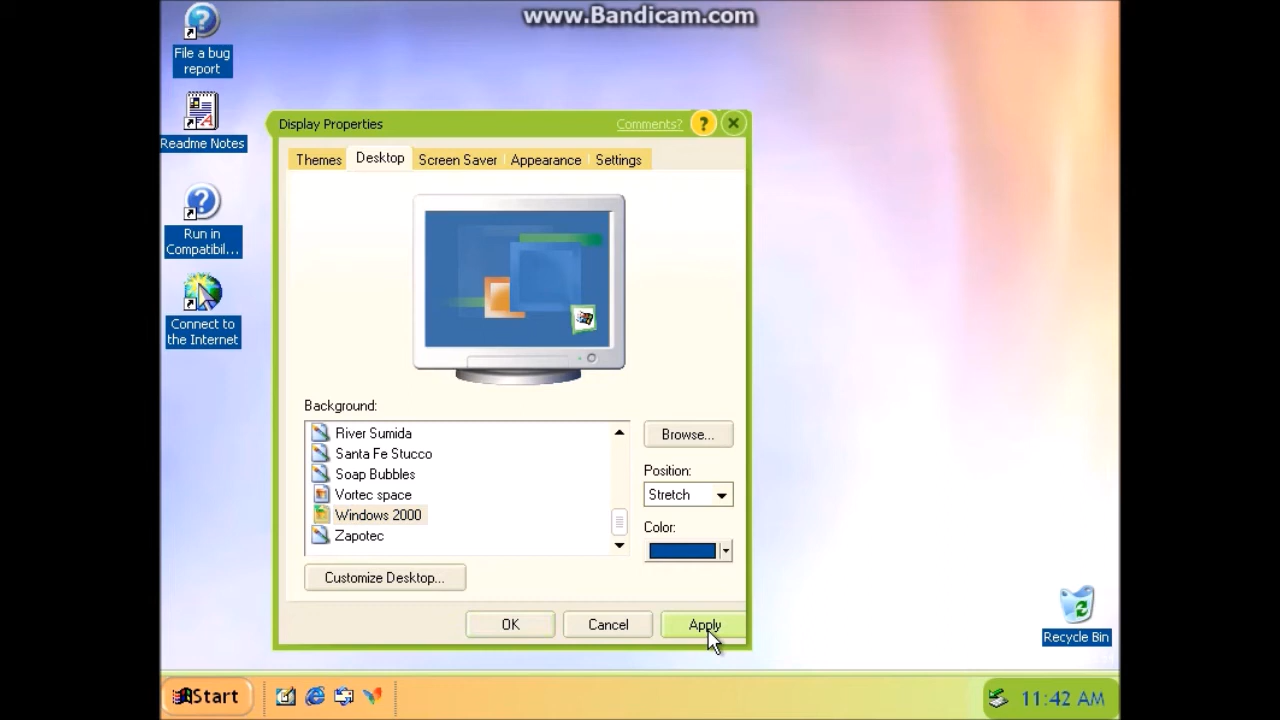 www.Bandicam.com
File a bug
report
Readme Notes
Run in
Compatibil...
Connect to
the Internet
Display Properties
Comments?
?
Themes
Desktop
Screen Saver
Appearance
Settings
Background:
River Sumida
Santa Fe Stucco
Soap Bubbles
Vortec space
Windows 2000
Zapotec
Browse...
Position:
Stretch
Color:
Customize Desktop...
OK
Cancel
Apply
Recycle Bin
Start
11:42 AM